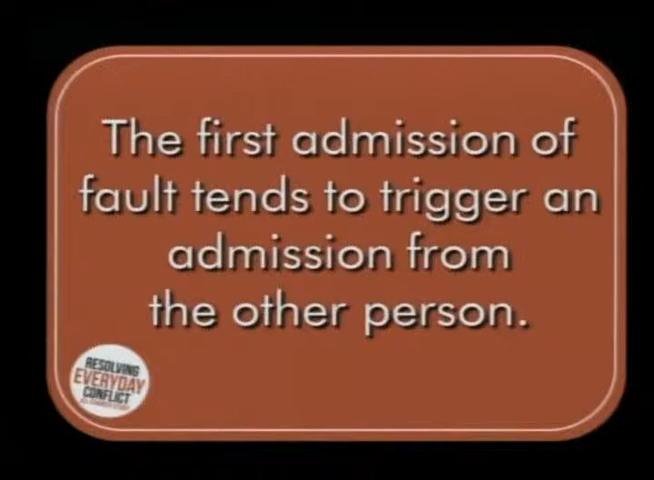 The first admission of
fault tends to trigger an
admission from
the other person.
RESOLVING
EVERYDAY
CONFLICT